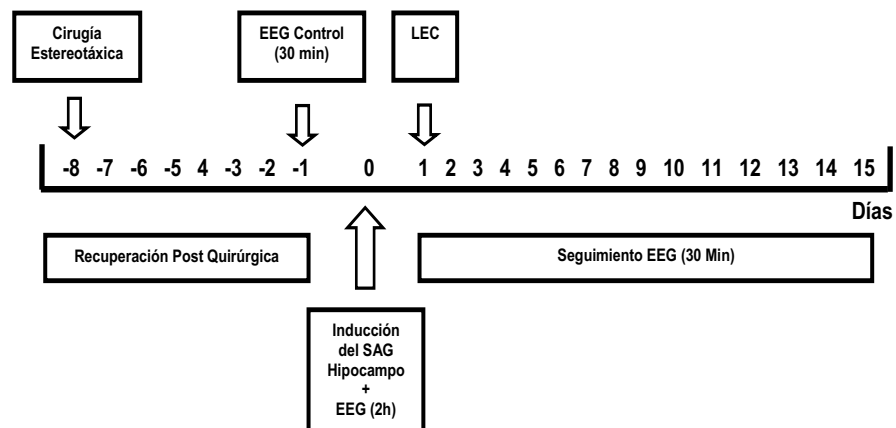 Cirugía
Estereotáxica
EEG Control
(30 min)
LEC
-8 -7 -6 -5 4 -3 -2 -1 0 1 2 3 4 5 6 7 8 9 10 11 12 13 14 15
Días
Recuperación Post Quirúrgica
Seguimiento EEG (30 Min)
Inducción
del SAG
Hipocampo
+
EEG (2h)